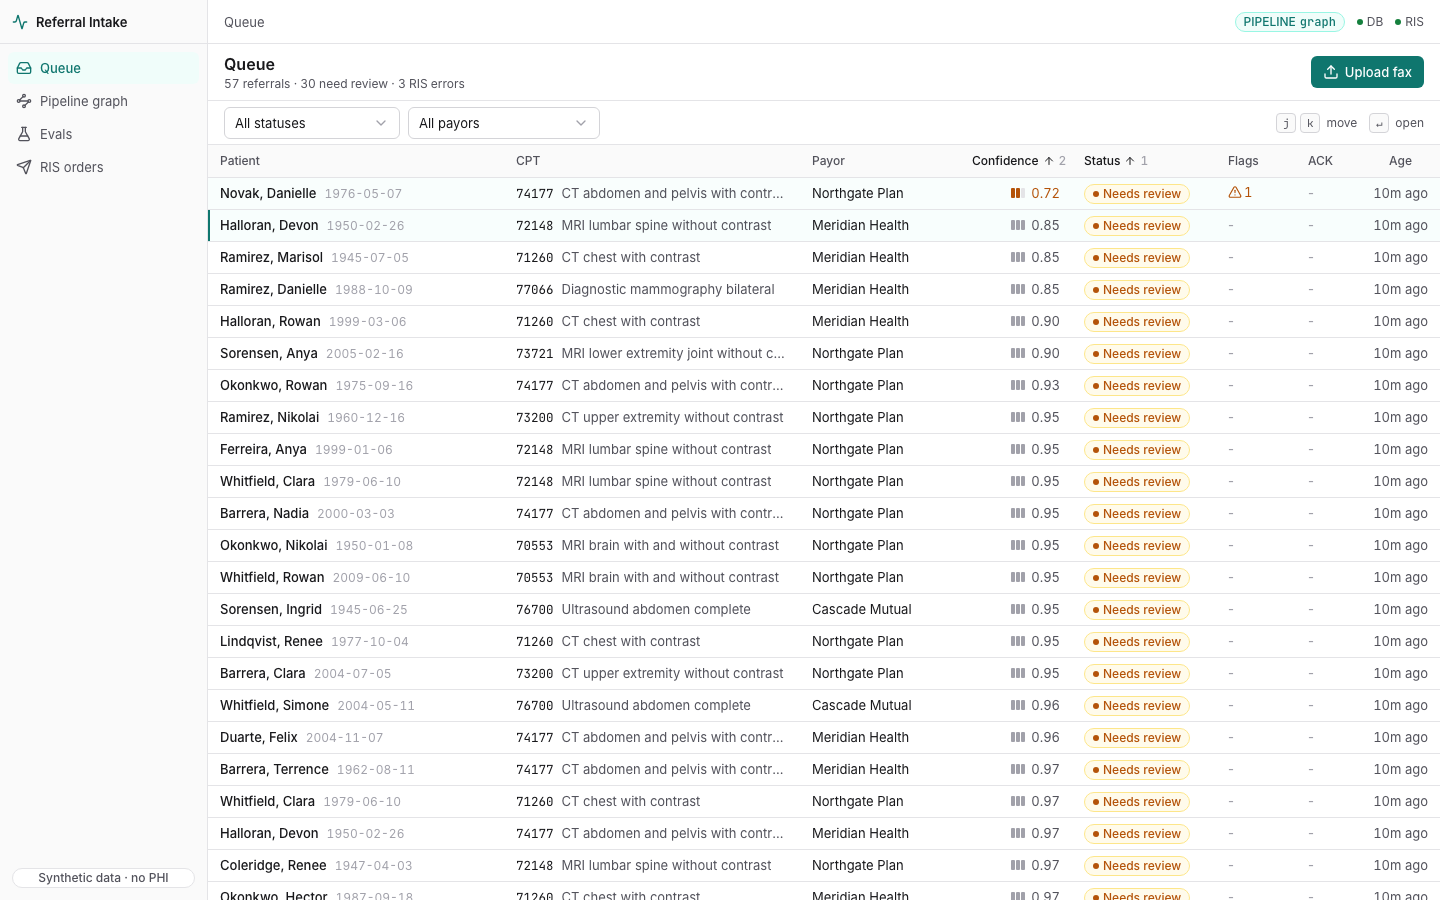 Referral Intake
Queue
Pipeline graph
Evals
RIS orders
Synthetic data · no PHI
Queue
PIPELINE graph
DB
RIS
Queue
57 referrals · 30 need review · 3 RIS errors
Upload fax
All statuses
All payors
j k move ↵ open
Patient CPT Payor Confidence ↑ 2 Status ↑ 1 Flags ACK Age
Novak, Danielle 1976-05-07 74177 CT abdomen and pelvis with contr... Northgate Plan 0.72 Needs review 1 - 10m ago
Halloran, Devon 1950-02-26 72148 MRI lumbar spine without contrast Meridian Health 0.85 Needs review - - 10m ago
Ramirez, Marisol 1945-07-05 71260 CT chest with contrast Meridian Health 0.85 Needs review - - 10m ago
Ramirez, Danielle 1988-10-09 77066 Diagnostic mammography bilateral Meridian Health 0.85 Needs review - - 10m ago
Halloran, Rowan 1999-03-06 71260 CT chest with contrast Meridian Health 0.90 Needs review - - 10m ago
Sorensen, Anya 2005-02-16 73721 MRI lower extremity joint without c... Northgate Plan 0.90 Needs review - - 10m ago
Okonkwo, Rowan 1975-09-16 74177 CT abdomen and pelvis with contr... Northgate Plan 0.93 Needs review - - 10m ago
Ramirez, Nikolai 1960-12-16 73200 CT upper extremity without contrast Northgate Plan 0.95 Needs review - - 10m ago
Ferreira, Anya 1999-01-06 72148 MRI lumbar spine without contrast Northgate Plan 0.95 Needs review - - 10m ago
Whitfield, Clara 1979-06-10 72148 MRI lumbar spine without contrast Northgate Plan 0.95 Needs review - - 10m ago
Barrera, Nadia 2000-03-03 74177 CT abdomen and pelvis with contr... Northgate Plan 0.95 Needs review - - 10m ago
Okonkwo, Nikolai 1950-01-08 70553 MRI brain with and without contrast Northgate Plan 0.95 Needs review - - 10m ago
Whitfield, Rowan 2009-06-10 70553 MRI brain with and without contrast Northgate Plan 0.95 Needs review - - 10m ago
Sorensen, Ingrid 1945-06-25 76700 Ultrasound abdomen complete Cascade Mutual 0.95 Needs review - - 10m ago
Lindqvist, Renee 1977-10-04 71260 CT chest with contrast Northgate Plan 0.95 Needs review - - 10m ago
Barrera, Clara 2004-07-05 73200 CT upper extremity without contrast Northgate Plan 0.95 Needs review - - 10m ago
Whitfield, Simone 2004-05-11 76700 Ultrasound abdomen complete Cascade Mutual 0.96 Needs review - - 10m ago
Duarte, Felix 2004-11-07 74177 CT abdomen and pelvis with contr... Meridian Health 0.96 Needs review - - 10m ago
Barrera, Terrence 1962-08-11 74177 CT abdomen and pelvis with contr... Meridian Health 0.97 Needs review - - 10m ago
Whitfield, Clara 1979-06-10 71260 CT chest with contrast Northgate Plan 0.97 Needs review - - 10m ago
Halloran, Devon 1950-02-26 74177 CT abdomen and pelvis with contr... Meridian Health 0.97 Needs review - - 10m ago
Coleridge, Renee 1947-04-03 72148 MRI lumbar spine without contrast Northgate Plan 0.97 Needs review - - 10m ago
Okonkwo, Hector 1987-09-18 71260 CT chest with contrast Meridian Health 0.97 Needs review - - 10m ago